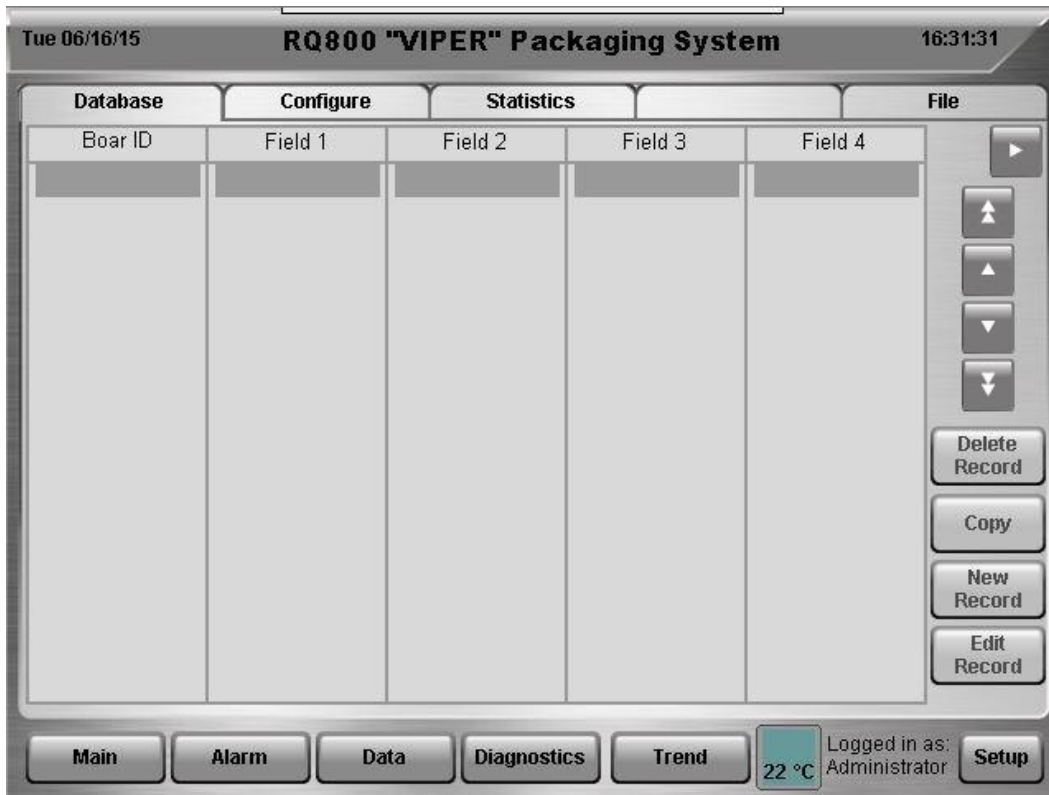 Tue 06/16/15
RQ800 "VIPER" Packaging System
16:31:31
Database
Configure
Statistics
File
Boar ID
Field 1
Field 2
Field 3
Field 4
Delete
Record
Copy
New
Record
Edit
Record
Main
Alarm
Data
Diagnostics
Trend
22 °C
Logged in as:
Administrator
Setup